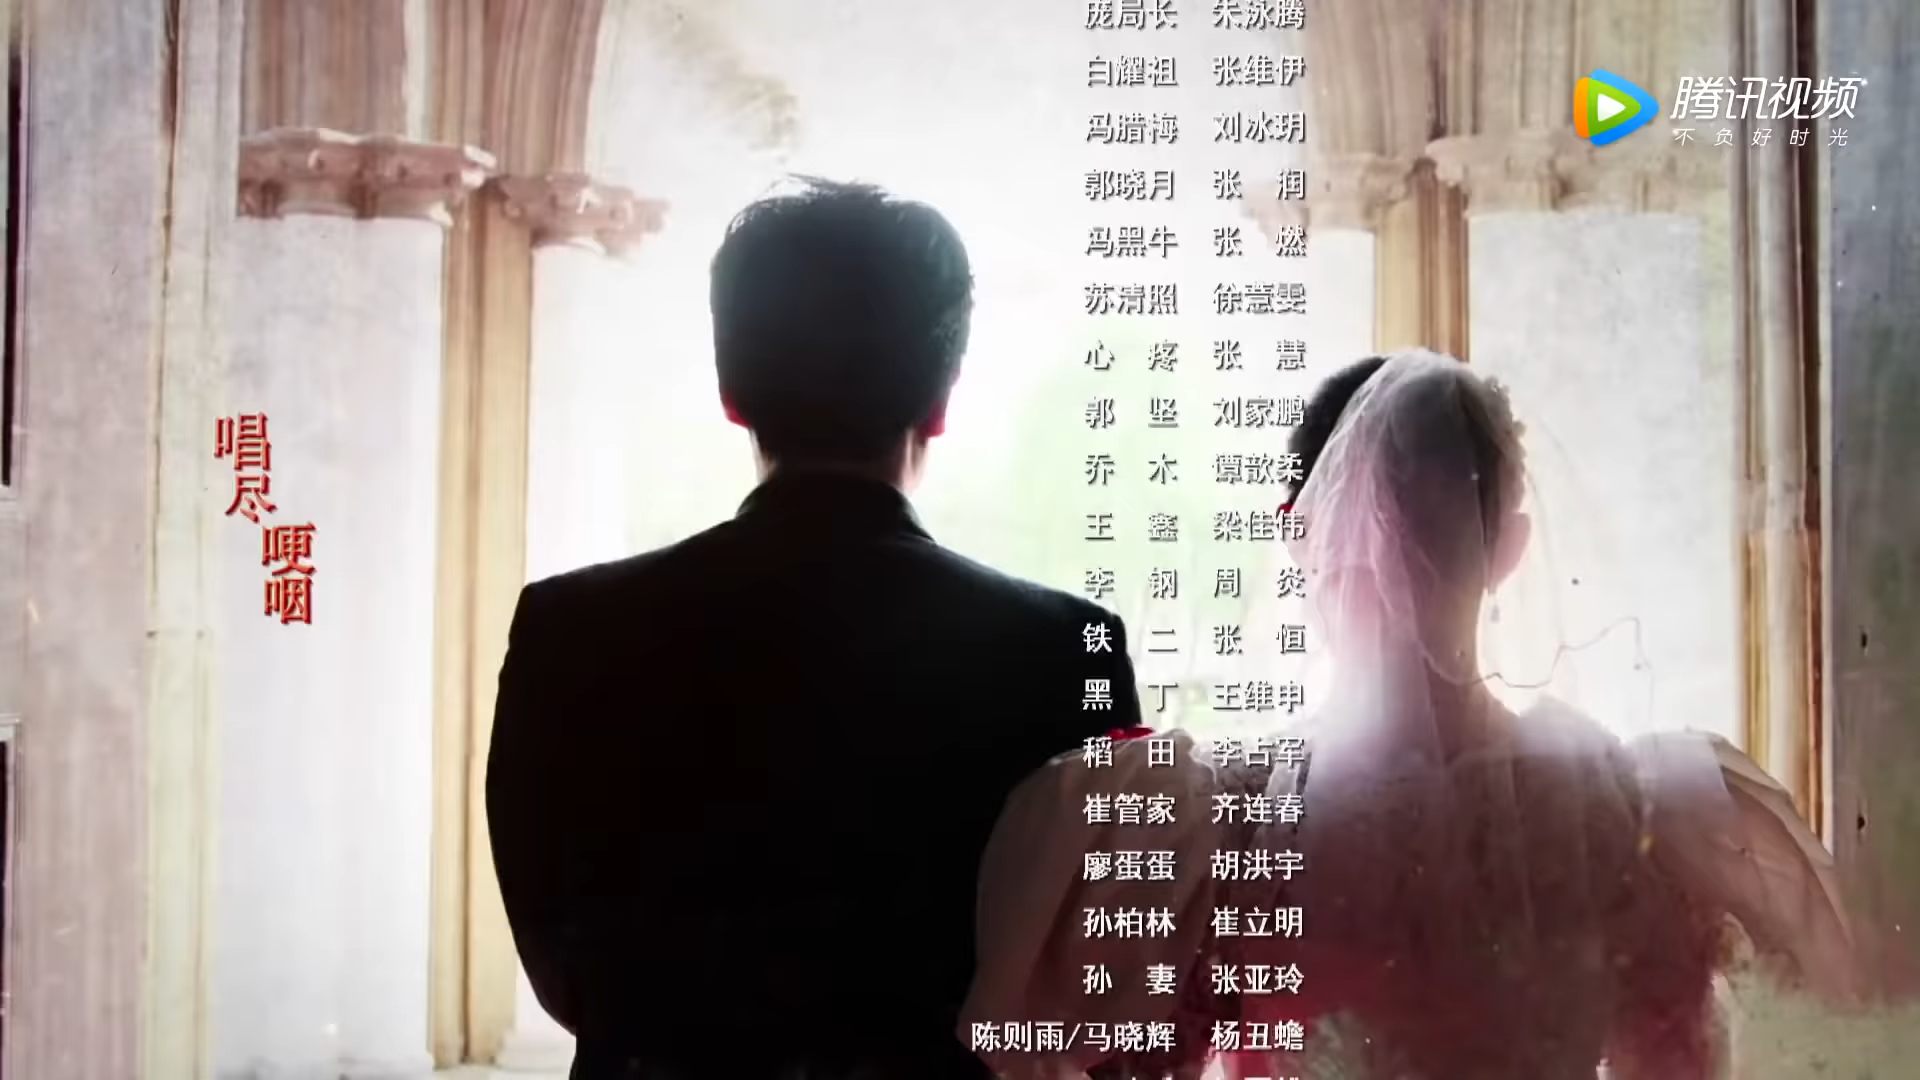 庞局长 朱泳腾
白耀祖 张维伊
冯腊梅 刘冰玥
郭晓月 张 润
冯黑牛 张 燃
苏清照 徐薏雯
心 疼 张 慧
郭 坚 刘家鹏
乔 木 谭歆柔
王 鑫 梁佳伟
李 钢 周 炎
铁 二 张 恒
黑 丁 王维申
稻 田 李占军
崔管家 齐连春
廖蛋蛋 胡洪宇
孙柏林 崔立明
孙 妻 张亚玲
陈则雨/马晓辉 杨丑蟾
唱尽
哽咽
腾讯视频
不负好时光